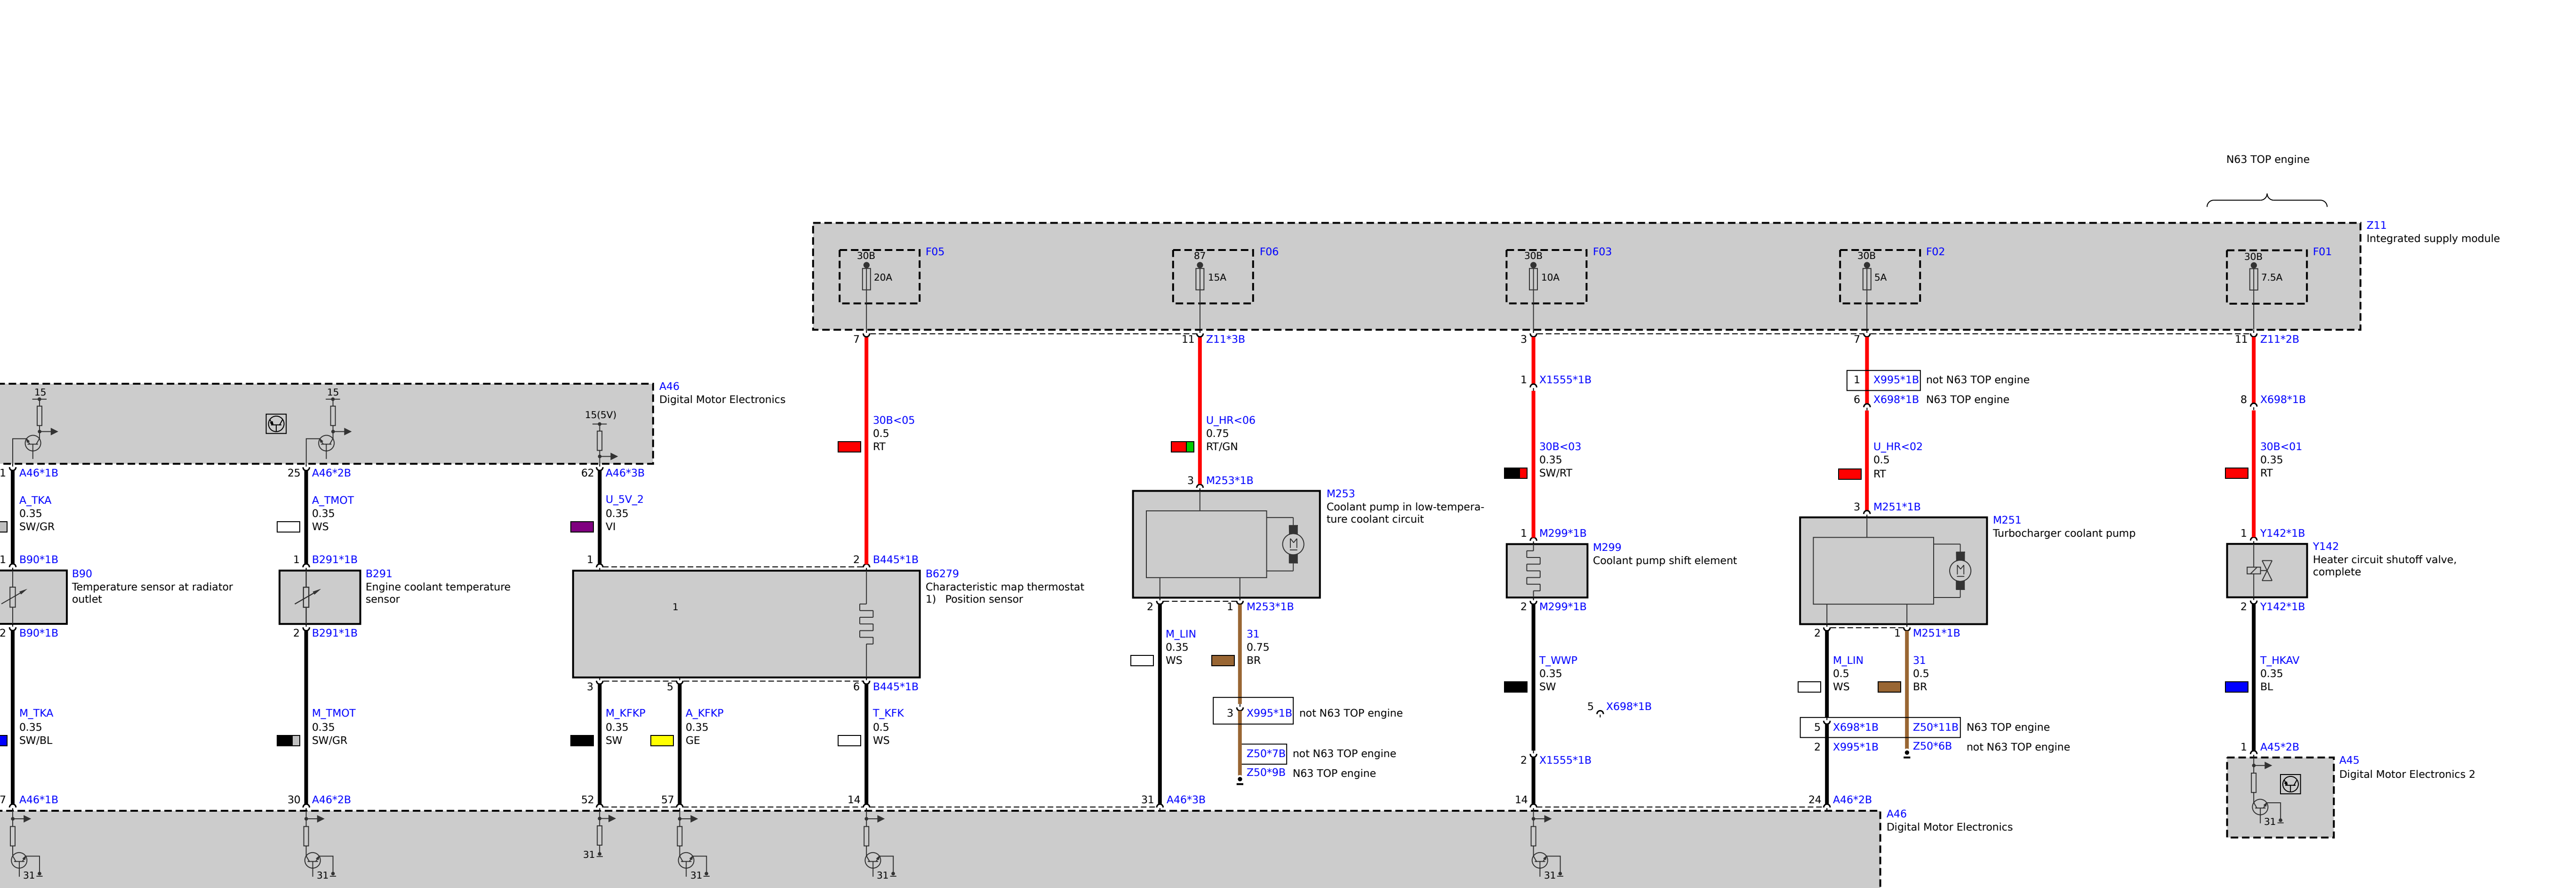 N63 TOP engine
Z11
Integrated supply module
F05
30B
20A
F06
87
15A
F03
30B
10A
F02
30B
5A
F01
30B
7.5A
7
11
Z11*3B
3
7
11
Z11*2B
1
X1555*1B
1
X995*1B
not N63 TOP engine
6
X698*1B
N63 TOP engine
8
X698*1B
A46
Digital Motor Electronics
15
15
15(5V)
30B<05
0.5
RT
U_HR<06
0.75
RT/GN
30B<03
0.35
SW/RT
U_HR<02
0.5
RT
30B<01
0.35
RT
1
A46*1B
25
A46*2B
62
A46*3B
A_TKA
0.35
SW/GR
A_TMOT
0.35
WS
U_5V_2
0.35
VI
3
M253*1B
M253
Coolant pump in low-tempera-
ture coolant circuit
M
1
M299*1B
3
M251*1B
M251
Turbocharger coolant pump
M
1
Y142*1B
1
B90*1B
1
B291*1B
1
2
B445*1B
B90
Temperature sensor at radiator
outlet
B291
Engine coolant temperature
sensor
1
B6279
Characteristic map thermostat
1) Position sensor
M299
Coolant pump shift element
Y142
Heater circuit shutoff valve,
complete
2
B90*1B
2
B291*1B
2
1
M253*1B
2
M299*1B
2
1
M251*1B
2
Y142*1B
M_LIN
0.35
WS
31
0.75
BR
T_WWP
0.35
SW
M_LIN
0.5
WS
31
0.5
BR
T_HKAV
0.35
BL
3
5
6
B445*1B
M_TKA
0.35
SW/BL
M_TMOT
0.35
SW/GR
M_KFKP
0.35
SW
A_KFKP
0.35
GE
T_KFK
0.5
WS
3
X995*1B
not N63 TOP engine
5
X698*1B
Z50*7B
not N63 TOP engine
Z50*9B
N63 TOP engine
2
X1555*1B
5
X698*1B
Z50*11B
N63 TOP engine
2
X995*1B
Z50*6B
not N63 TOP engine
1
A45*2B
A45
Digital Motor Electronics 2
31
7
A46*1B
30
A46*2B
52
57
14
31
A46*3B
14
24
A46*2B
A46
Digital Motor Electronics
31
31
31
31
31
31